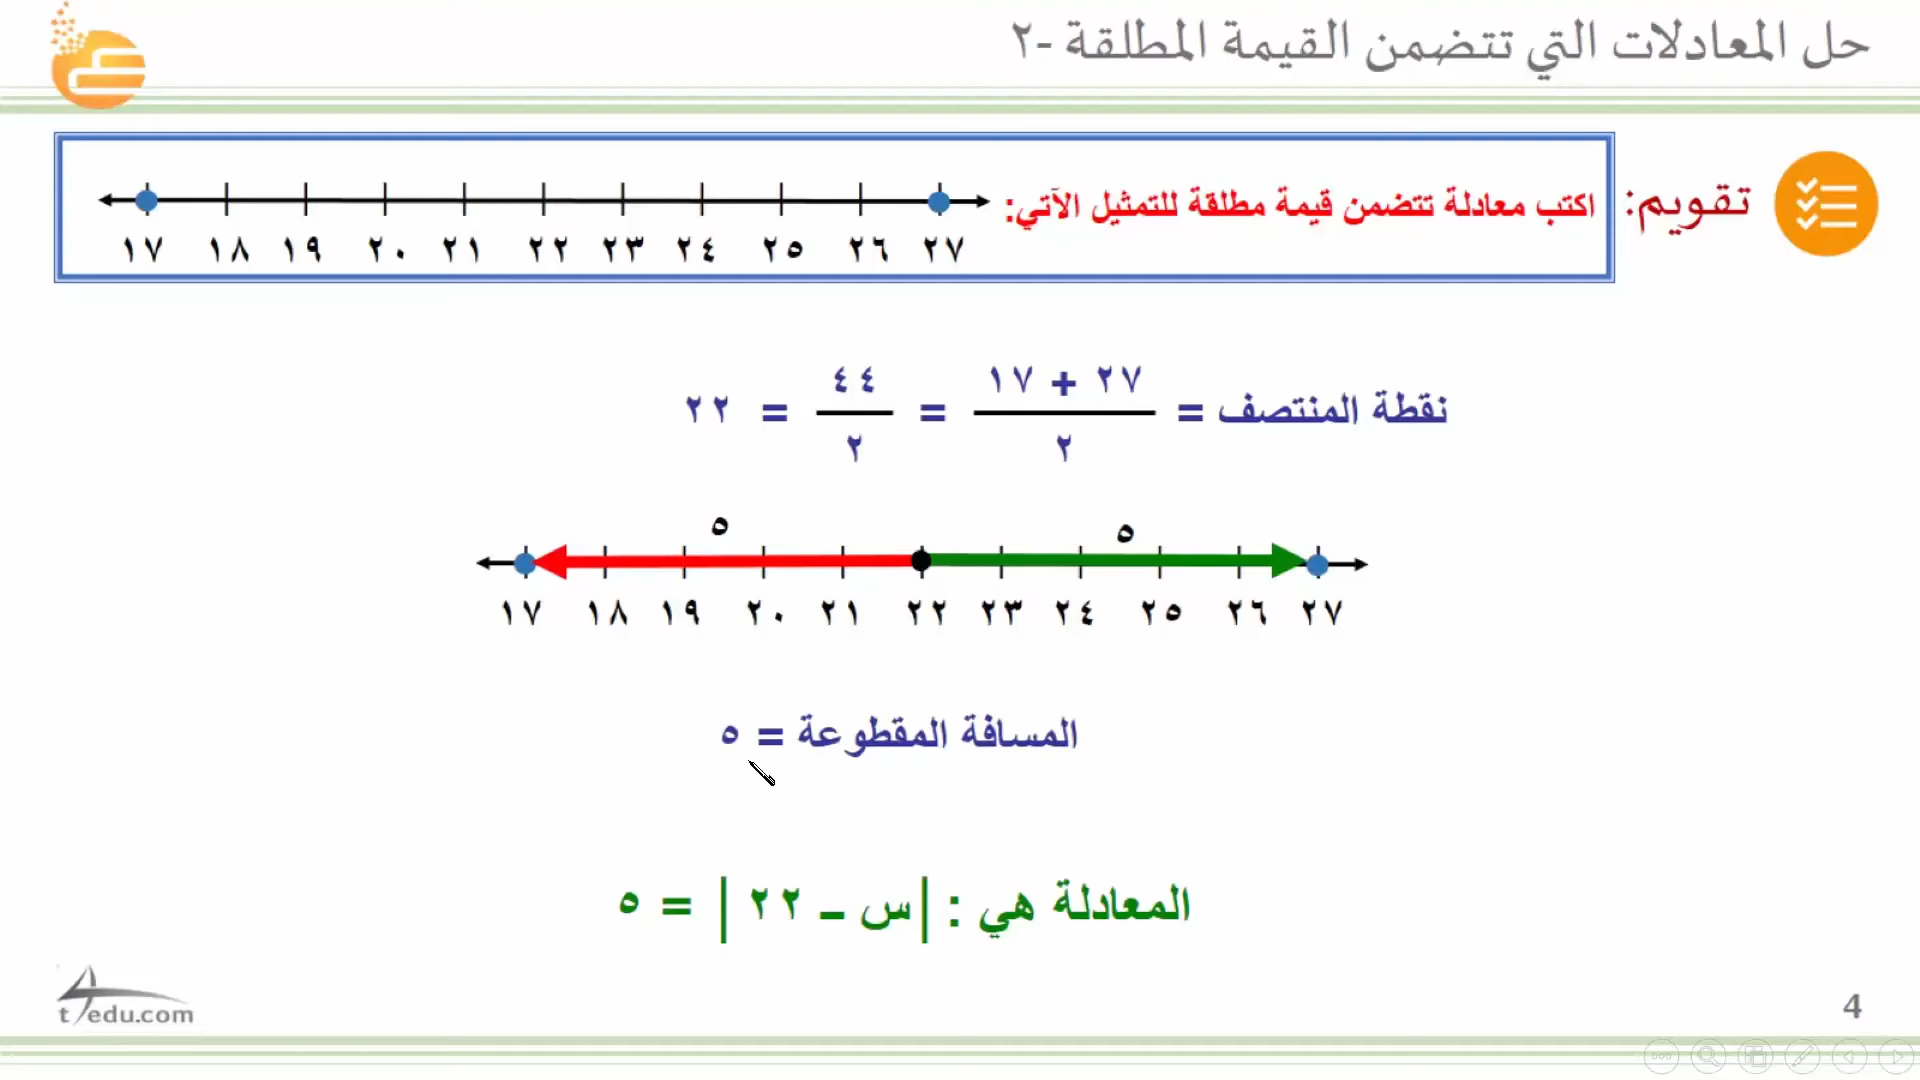 حل المعادلات التي تتضمن القيمة المطلقة -٢
تقويم:
اكتب معادلة تتضمن قيمة مطلقة للتمثيل الآتي:
١٧ ١٨ ١٩ ٢٠ ٢١ ٢٢ ٢٣ ٢٤ ٢٥ ٢٦ ٢٧
نقطة المنتصف = ٢٧ + ١٧ / ٢ = ٤٤ / ٢ = ٢٢
٥ ٥
١٧ ١٨ ١٩ ٢٠ ٢١ ٢٢ ٢٣ ٢٤ ٢٥ ٢٦ ٢٧
المسافة المقطوعة = ٥
المعادلة هي : |س – ٢٢ | = ٥
t4edu.com
4